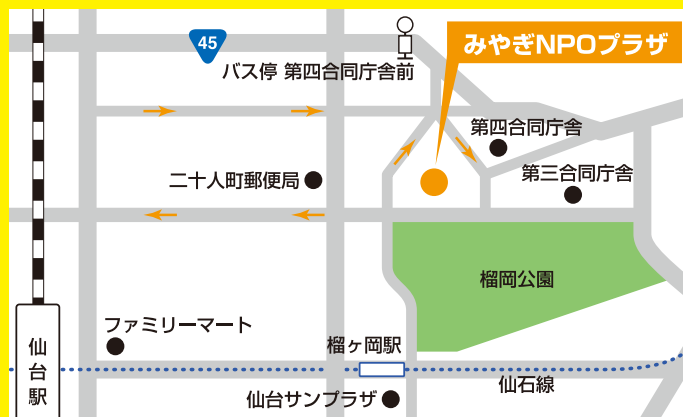 45
みやぎNPOプラザ
バス停 第四合同庁舎前
第四合同庁舎
二十人町郵便局
第三合同庁舎
榴岡公園
ファミリーマート
榴ヶ岡駅
仙台駅
仙石線
仙台サンプラザ